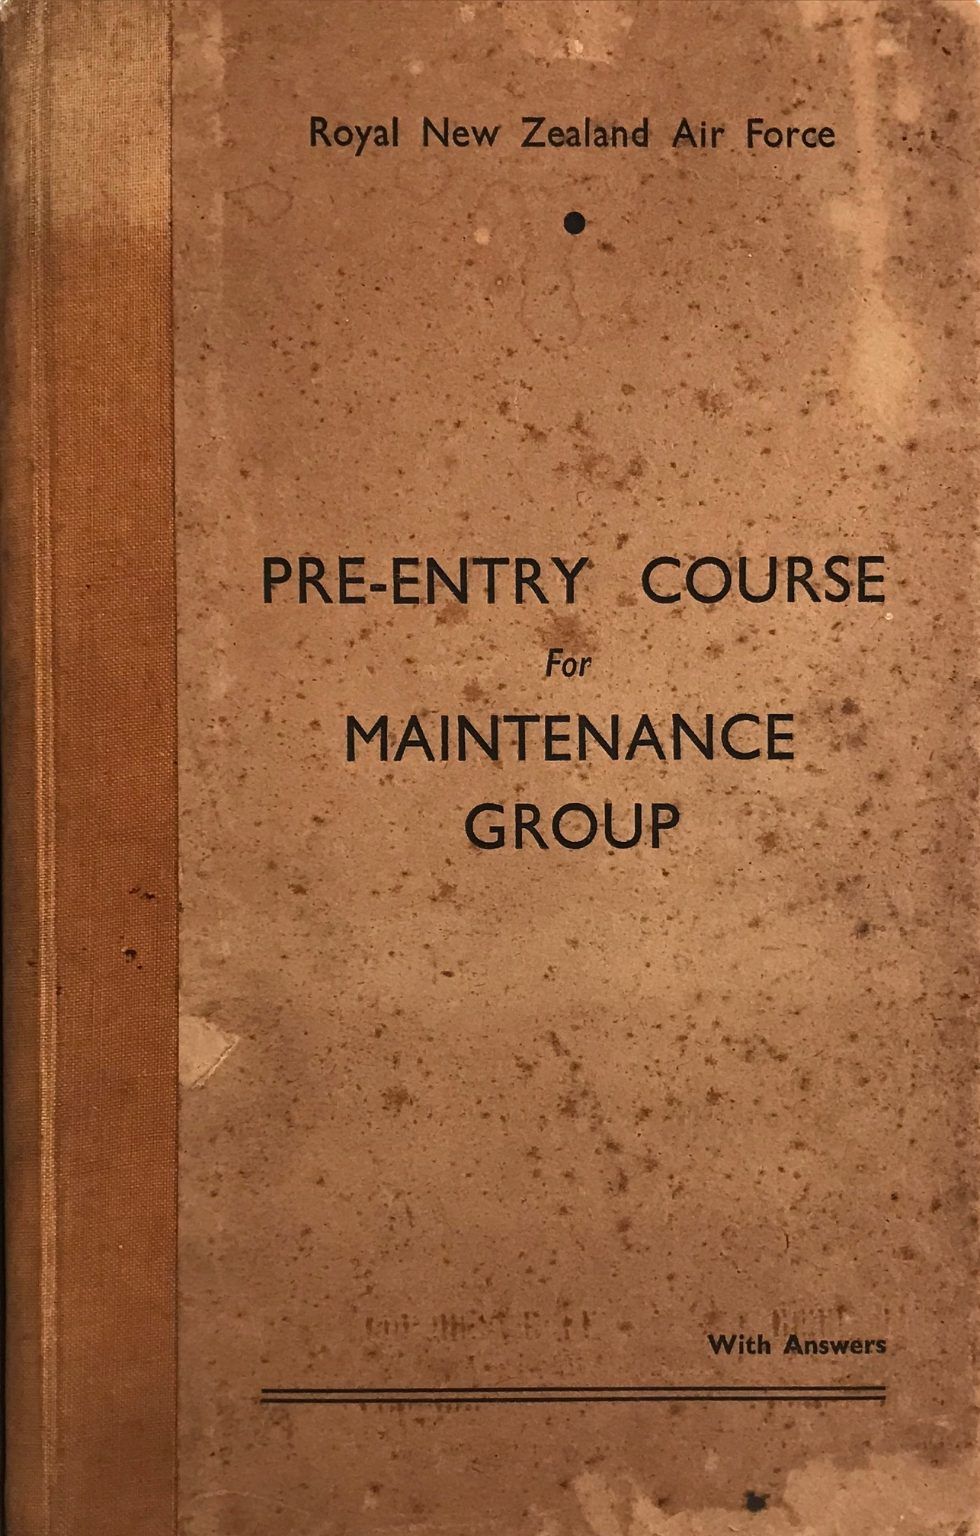 Royal New Zealand Air Force
PRE-ENTRY COURSE
For
MAINTENANCE
GROUP
With Answers